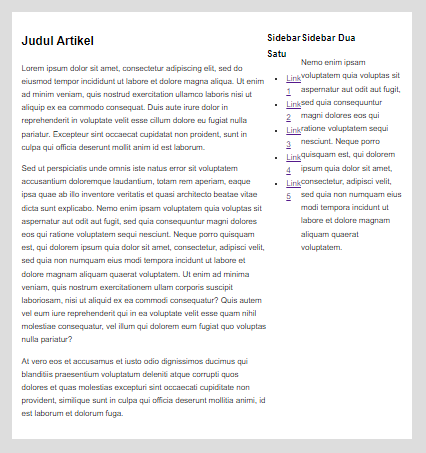 Judul Artikel
Lorem ipsum dolor sit amet, consectetur adipiscing elit, sed do
eiusmod tempor incididunt ut labore et dolore magna aliqua. Ut enim
ad minim veniam, quis nostrud exercitation ullamco laboris nisi ut
aliquip ex ea commodo consequat. Duis aute irure dolor in
reprehenderit in voluptate velit esse cillum dolore eu fugiat nulla
pariatur. Excepteur sint occaecat cupidatat non proident, sunt in
culpa qui officia deserunt mollit anim id est laborum.
Sed ut perspiciatis unde omnis iste natus error sit voluptatem
accusantium doloremque laudantium, totam rem aperiam, eaque
ipsa quae ab illo inventore veritatis et quasi architecto beatae vitae
dicta sunt explicabo. Nemo enim ipsam voluptatem quia voluptas sit
aspernatur aut odit aut fugit, sed quia consequuntur magni dolores
eos qui ratione voluptatem sequi nesciunt. Neque porro quisquam
est, qui dolorem ipsum quia dolor sit amet, consectetur, adipisci velit,
sed quia non numquam eius modi tempora incidunt ut labore et
dolore magnam aliquam quaerat voluptatem. Ut enim ad minima
veniam, quis nostrum exercitationem ullam corporis suscipit
laboriosam, nisi ut aliquid ex ea commodi consequatur? Quis autem
vel eum iure reprehenderit qui in ea voluptate velit esse quam nihil
molestiae consequatur, vel illum qui dolorem eum fugiat quo voluptas
nulla pariatur?
At vero eos et accusamus et iusto odio dignissimos ducimus qui
blanditiis praesentium voluptatum deleniti atque corrupti quos
dolores et quas molestias excepturi sint occaecati cupiditate non
provident, similique sunt in culpa qui officia deserunt mollitia animi, id
est laborum et dolorum fuga.
Sidebar
Satu
Link
1
Link
2
Link
3
Link
4
Link
5
Sidebar Dua
Nemo enim ipsam
voluptatem quia voluptas sit
aspernatur aut odit aut fugit,
sed quia consequuntur
magni dolores eos qui
ratione voluptatem sequi
nesciunt. Neque porro
quisquam est, qui dolorem
ipsum quia dolor sit amet,
consectetur, adipisci velit,
sed quia non numquam eius
modi tempora incidunt ut
labore et dolore magnam
aliquam quaerat
voluptatem.